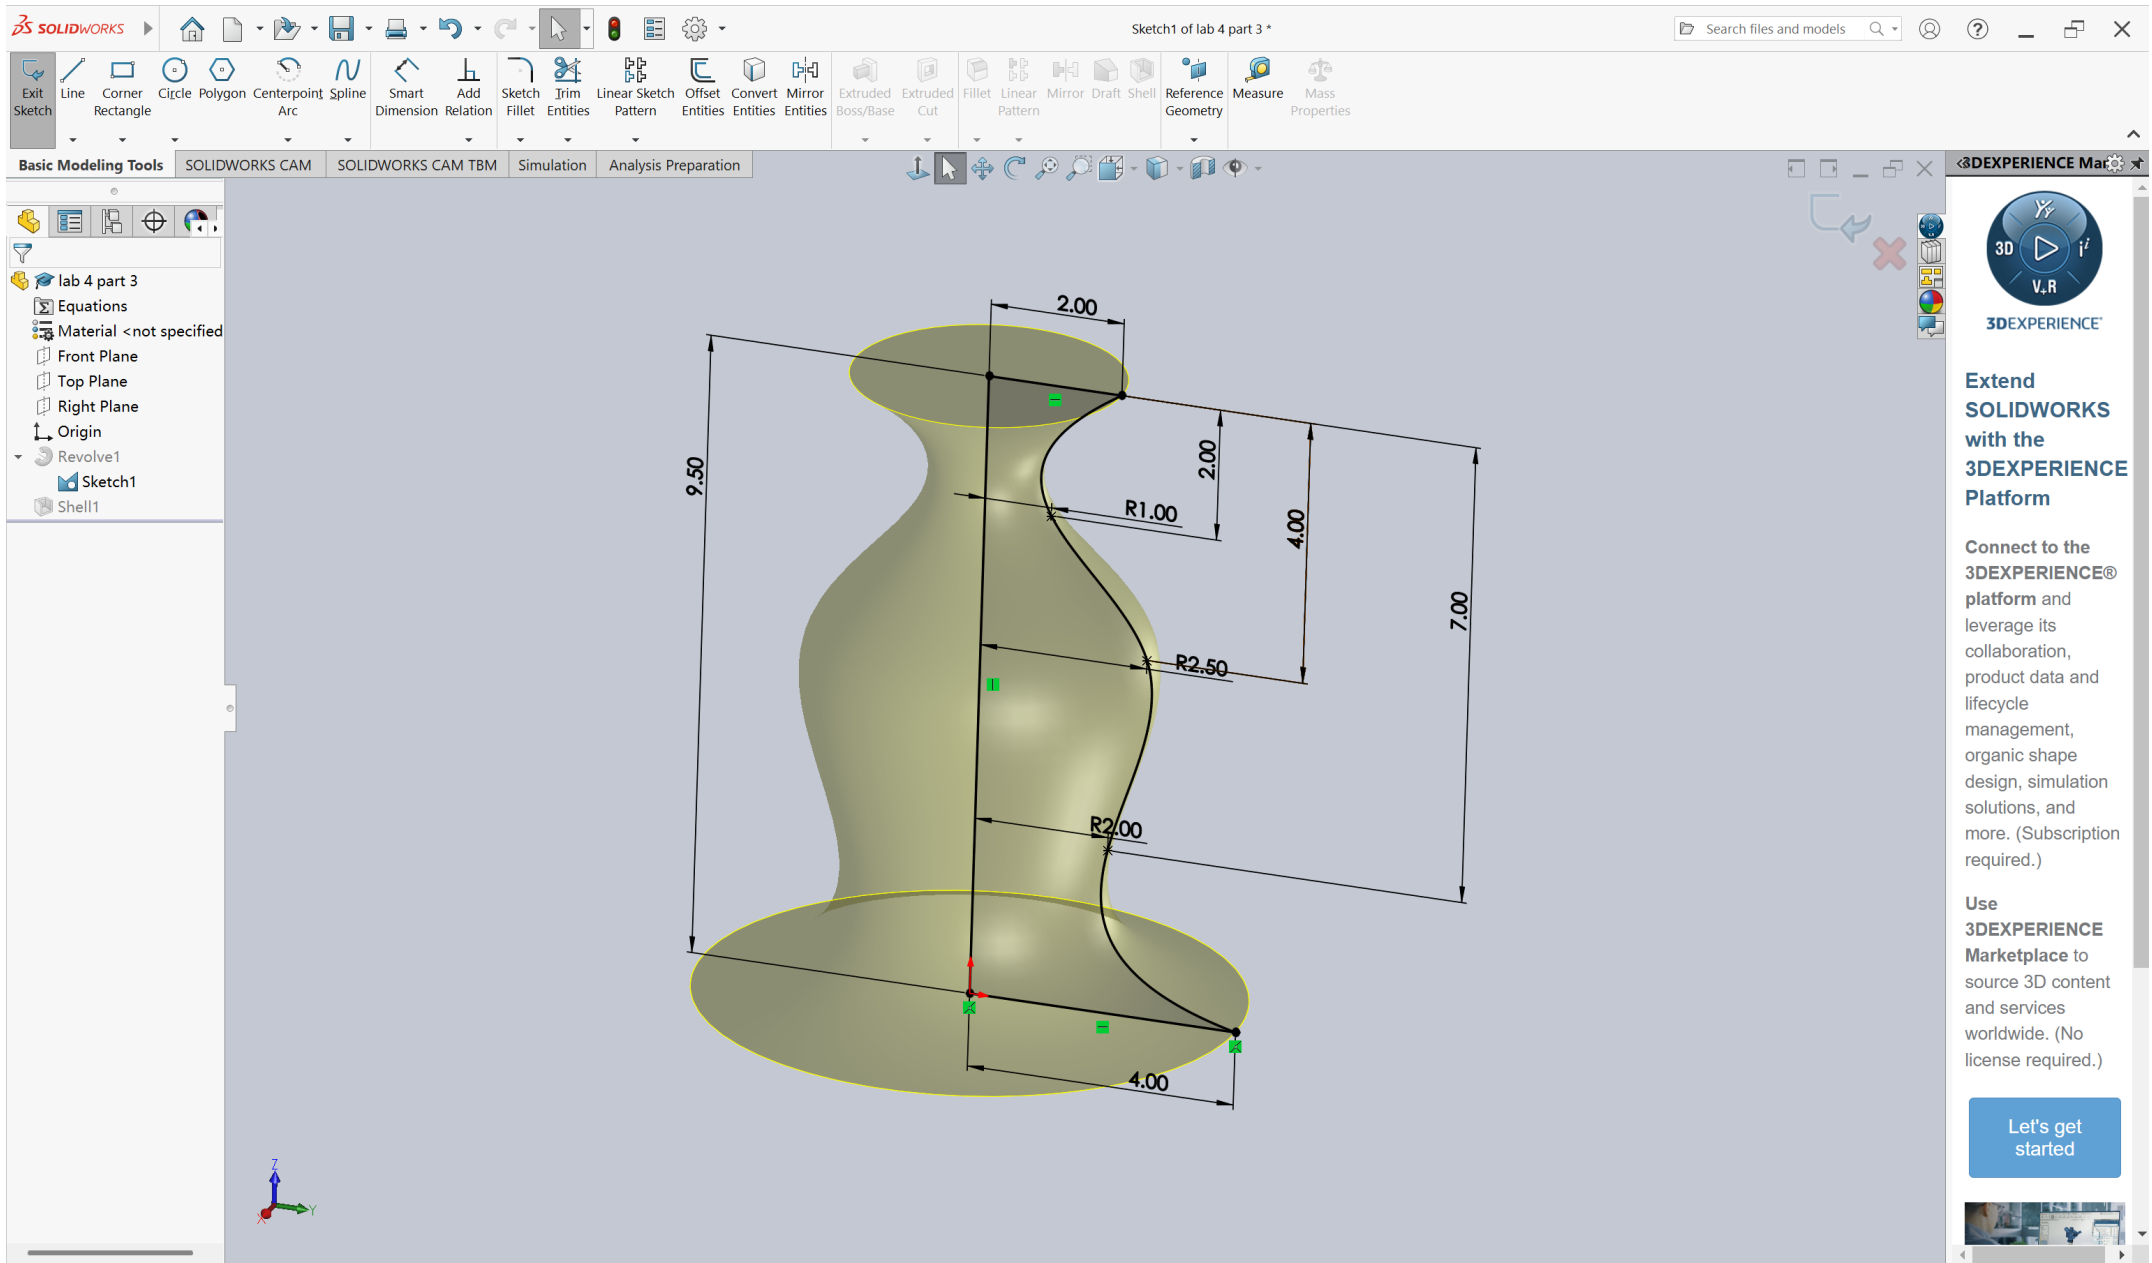 SOLIDWORKS
Sketch1 of lab 4 part 3 *
Search files and models
Exit Sketch
Line
Corner Rectangle
Circle
Polygon
Centerpoint Arc
Spline
Smart Dimension
Add Relation
Sketch Fillet
Trim Entities
Linear Sketch Pattern
Offset Entities
Convert Entities
Mirror Entities
Extruded Boss/Base
Extruded Cut
Fillet
Linear Pattern
Mirror
Draft
Shell
Reference Geometry
Measure
Mass Properties
Basic Modeling Tools
SOLIDWORKS CAM
SOLIDWORKS CAM TBM
Simulation
Analysis Preparation
lab 4 part 3
Equations
Material <not specified
Front Plane
Top Plane
Right Plane
Origin
Revolve1
Sketch1
Shell1
2.00
9.50
2.00
R1.00
4.00
7.00
R2.50
R2.00
4.00
Z
Y
X
3DEXPERIENCE Mar
3D
V+R
3DEXPERIENCE
Extend
SOLIDWORKS
with the
3DEXPERIENCE
Platform
Connect to the
3DEXPERIENCE®
platform and
leverage its
collaboration,
product data and
lifecycle
management,
organic shape
design, simulation
solutions, and
more. (Subscription
required.)
Use
3DEXPERIENCE
Marketplace to
source 3D content
and services
worldwide. (No
license required.)
Let's get
started